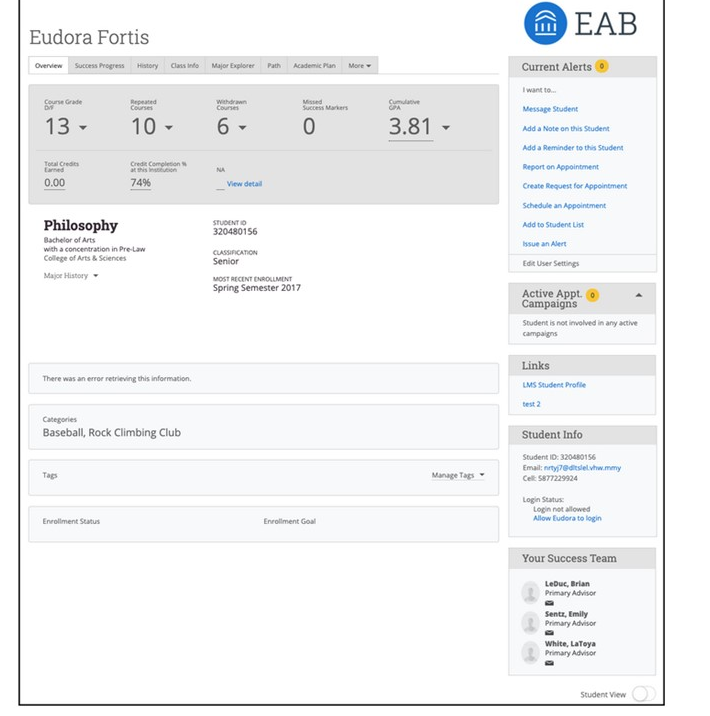 EAB
Eudora Fortis
Overview
Success Progress
History
Class Info
Major Explorer
Path
Academic Plan
More
Course Grade
D/F
13
Repeated
Courses
10
Withdrawn
Courses
6
Missed
Success Markers
0
Cumulative
GPA
3.81
Total Credits
Earned
0.00
Credit Completion %
at this Institution
74%
NA
__ View detail
Philosophy
Bachelor of Arts
with a concentration in Pre-Law
College of Arts & Sciences
Major History
STUDENT ID
320480156
CLASSIFICATION
Senior
MOST RECENT ENROLLMENT
Spring Semester 2017
There was an error retrieving this information.
Categories
Baseball, Rock Climbing Club
Tags
Manage Tags
Enrollment Status
Enrollment Goal
Current Alerts 0
I want to...
Message Student
Add a Note on this Student
Add a Reminder to this Student
Report on Appointment
Create Request for Appointment
Schedule an Appointment
Add to Student List
Issue an Alert
Edit User Settings
Active Appt. 0
Campaigns
Student is not involved in any active
campaigns
Links
LMS Student Profile
test 2
Student Info
Student ID: 320480156
Email: nrtyj7@dltslel.vhw.mmy
Cell: 5877229924
Login Status:
Login not allowed
Allow Eudora to login
Your Success Team
LeDuc, Brian
Primary Advisor
Sentz, Emily
Primary Advisor
White, LaToya
Primary Advisor
Student View